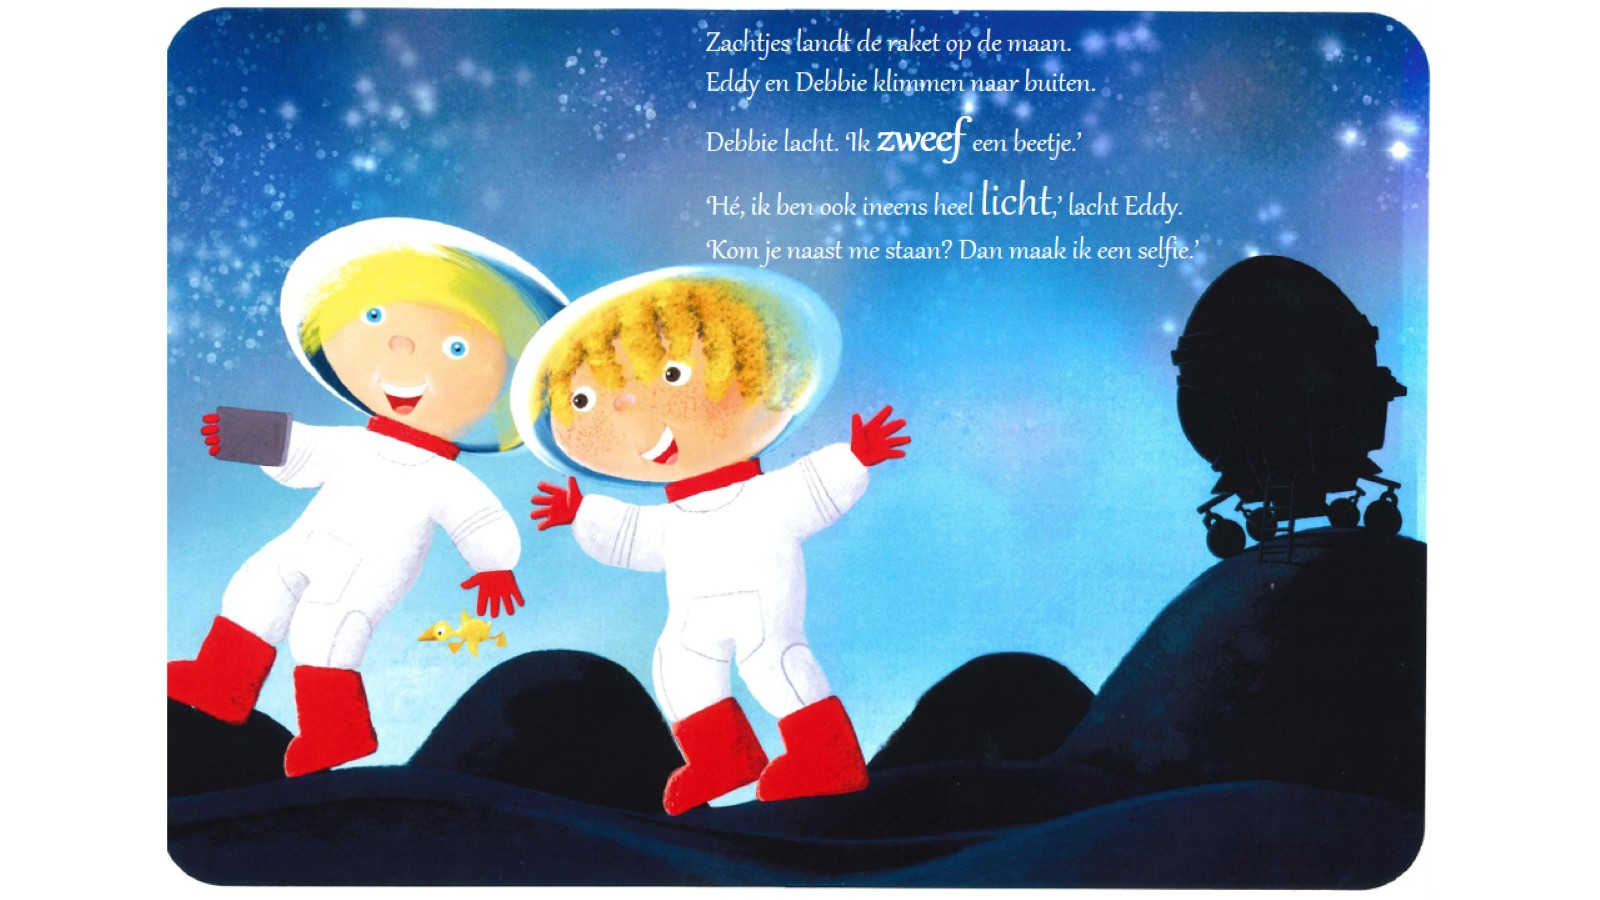 Zachtjes landt de raket op de maan.
Eddy en Debbie klimmen naar buiten.
Debbie lacht. ‘Ik zweef een beetje.’
‘Hé, ik ben ook ineens heel licht,’ lacht Eddy.
‘Kom je naast me staan? Dan maak ik een selfie.’